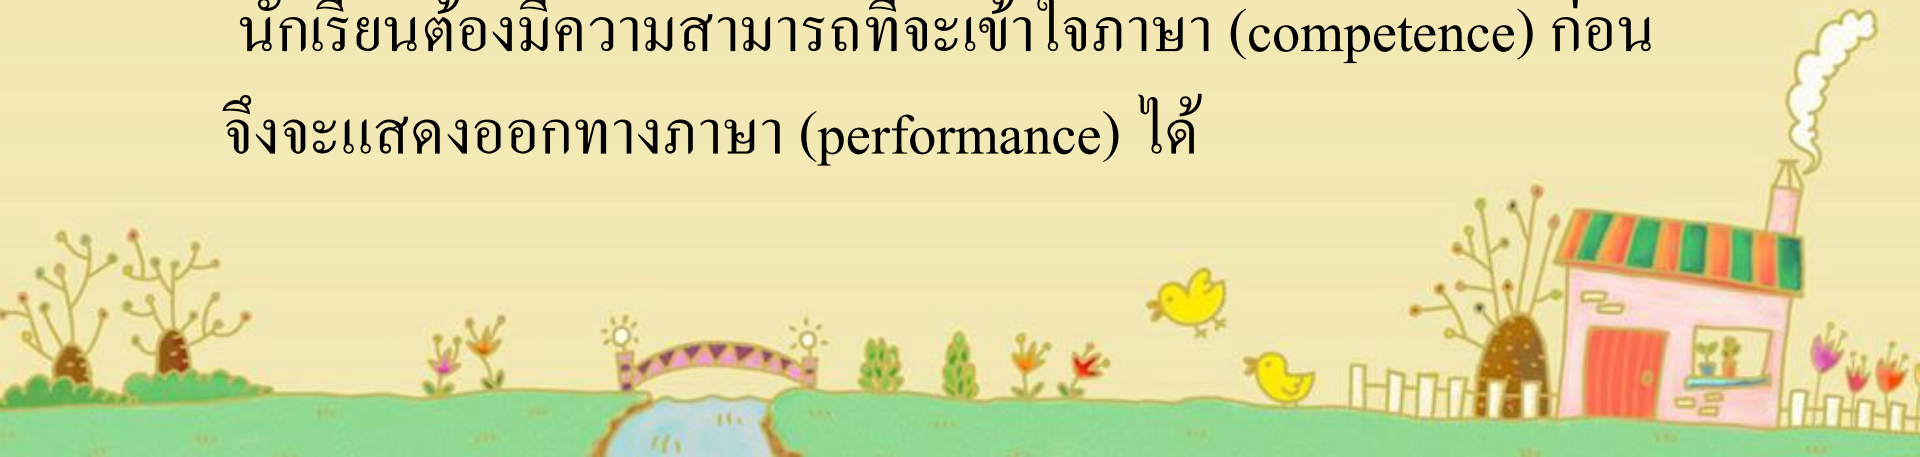 นักเรียนต้องมีความสามารถที่จะเข้าใจภาษา (competence) ก่อน
จึงจะแสดงออกทางภาษา (performance) ได้